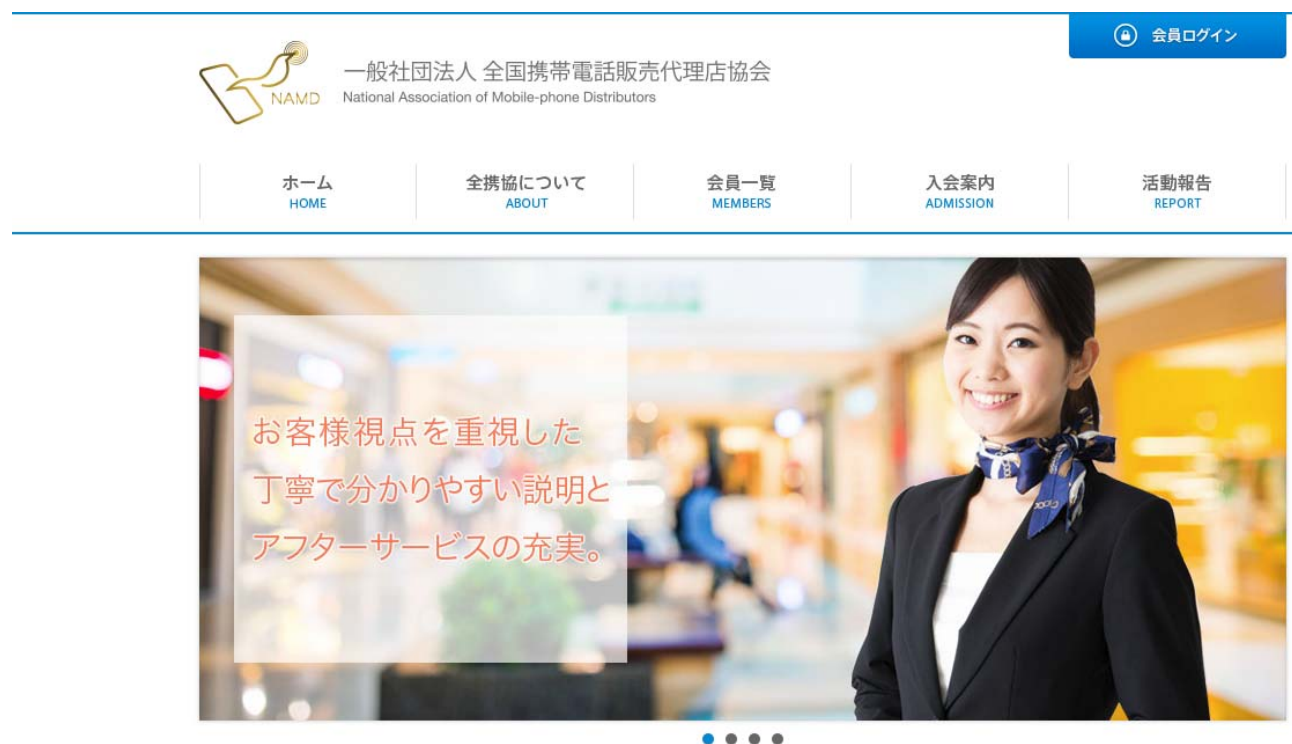 会員ログイン
NAMD
一般社団法人 全国携帯電話販売代理店協会
National Association of Mobile-phone Distributors
ホーム
HOME
全携協について
ABOUT
会員一覧
MEMBERS
入会案内
ADMISSION
活動報告
REPORT
お客様視点を重視した
丁寧で分かりやすい説明と
アフターサービスの充実。